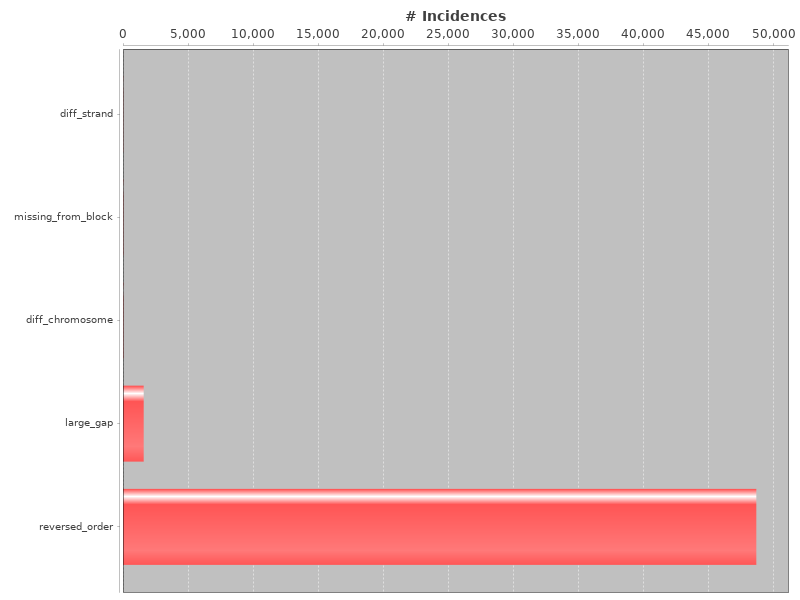 # Incidences
0 5,000 10,000 15,000 20,000 25,000 30,000 35,000 40,000 45,000 50,000
diff_strand
missing_from_block
diff_chromosome
large_gap
reversed_order